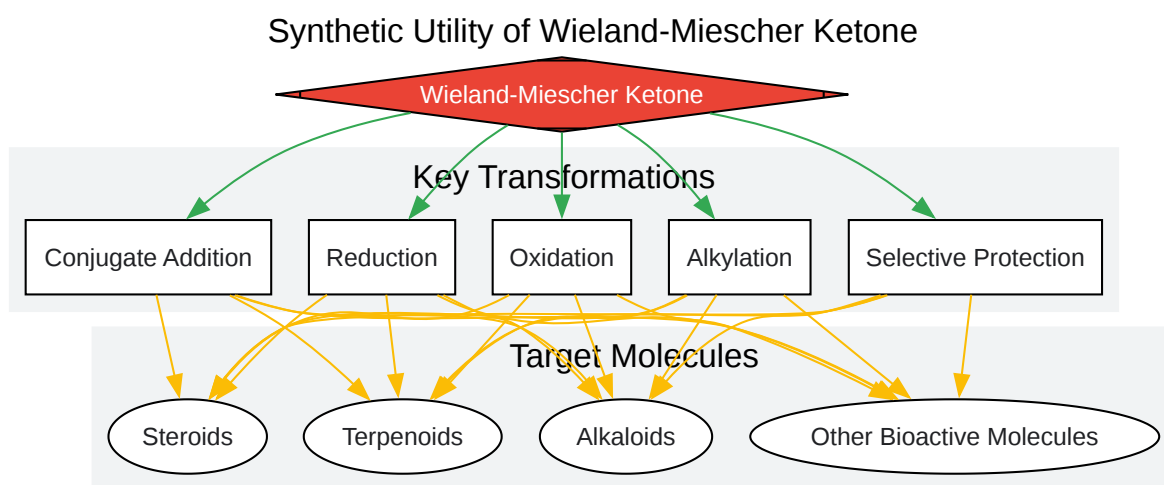 Synthetic Utility of Wieland-Miescher Ketone
Wieland-Miescher Ketone
Key Transformations
Conjugate Addition
Reduction
Oxidation
Alkylation
Selective Protection
Target Molecules
Steroids
Terpenoids
Alkaloids
Other Bioactive Molecules